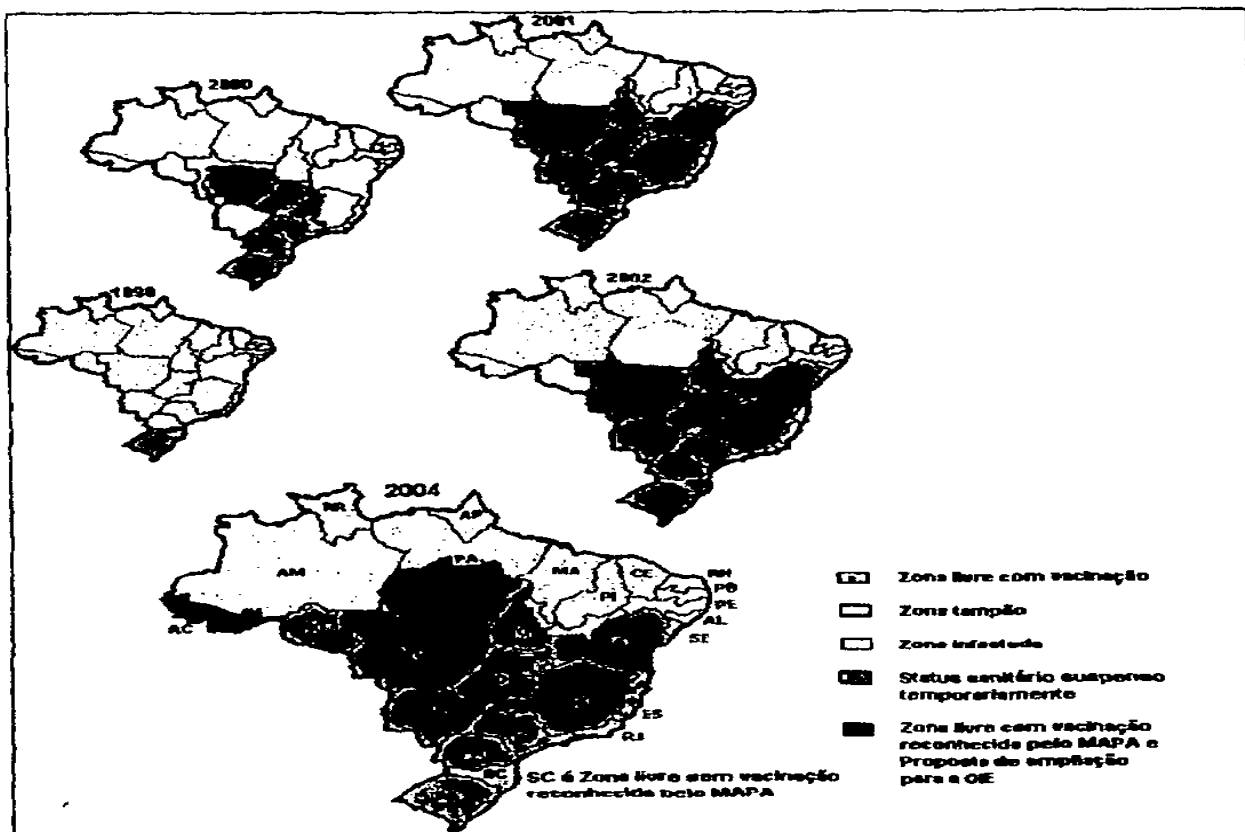 2001
2000
1998
2002
2004
RR
AP
AM
PA
MA
CE
RN
PB
PI
PE
AL
AC
SE
ES
RJ
SC
SC é Zona livre sem vacinação
reconhecida pelo MAPA
Zona livre com vacinação
Zona tampão
Zona infectada
Status sanitário suspenso
temporariamente
Zona livre com vacinação
reconhecida pelo MAPA e
Proposta de ampliação
para a OIE